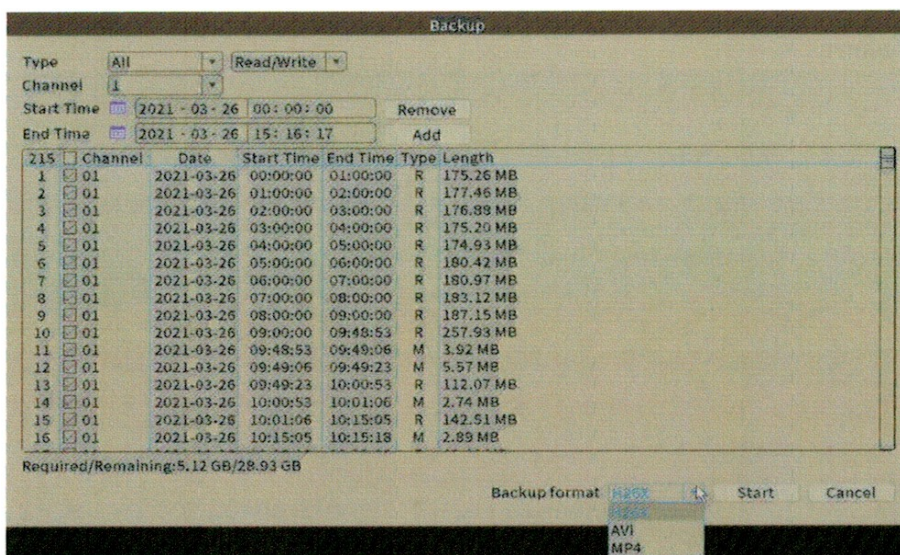 Backup
Type All Read/Write
Channel 1
Start Time 2021 - 03 - 26 00: 00: 00 Remove
End Time 2021 - 03 - 26 15: 16: 17 Add
215 Channel Date Start Time End Time Type Length
1 01 2021-03-26 00:00:00 01:00:00 R 175.26 MB
2 01 2021-03-26 01:00:00 02:00:00 R 177.46 MB
3 01 2021-03-26 02:00:00 03:00:00 R 176.88 MB
4 01 2021-03-26 03:00:00 04:00:00 R 175.20 MB
5 01 2021-03-26 04:00:00 05:00:00 R 174.93 MB
6 01 2021-03-26 05:00:00 06:00:00 R 180.42 MB
7 01 2021-03-26 06:00:00 07:00:00 R 180.97 MB
8 01 2021-03-26 07:00:00 08:00:00 R 183.12 MB
9 01 2021-03-26 08:00:00 09:00:00 R 187.15 MB
10 01 2021-03-26 09:00:00 09:48:53 R 257.93 MB
11 01 2021-03-26 09:48:53 09:49:06 M 3.92 MB
12 01 2021-03-26 09:49:06 09:49:23 M 5.57 MB
13 01 2021-03-26 09:49:23 10:00:53 R 112.07 MB
14 01 2021-03-26 10:00:53 10:01:06 M 2.74 MB
15 01 2021-03-26 10:01:06 10:15:05 R 142.51 MB
16 01 2021-03-26 10:15:05 10:15:18 M 2.89 MB
Required/Remaining:5.12 GB/28.93 GB
Backup format H26X Start Cancel
H26X
AVI
MP4